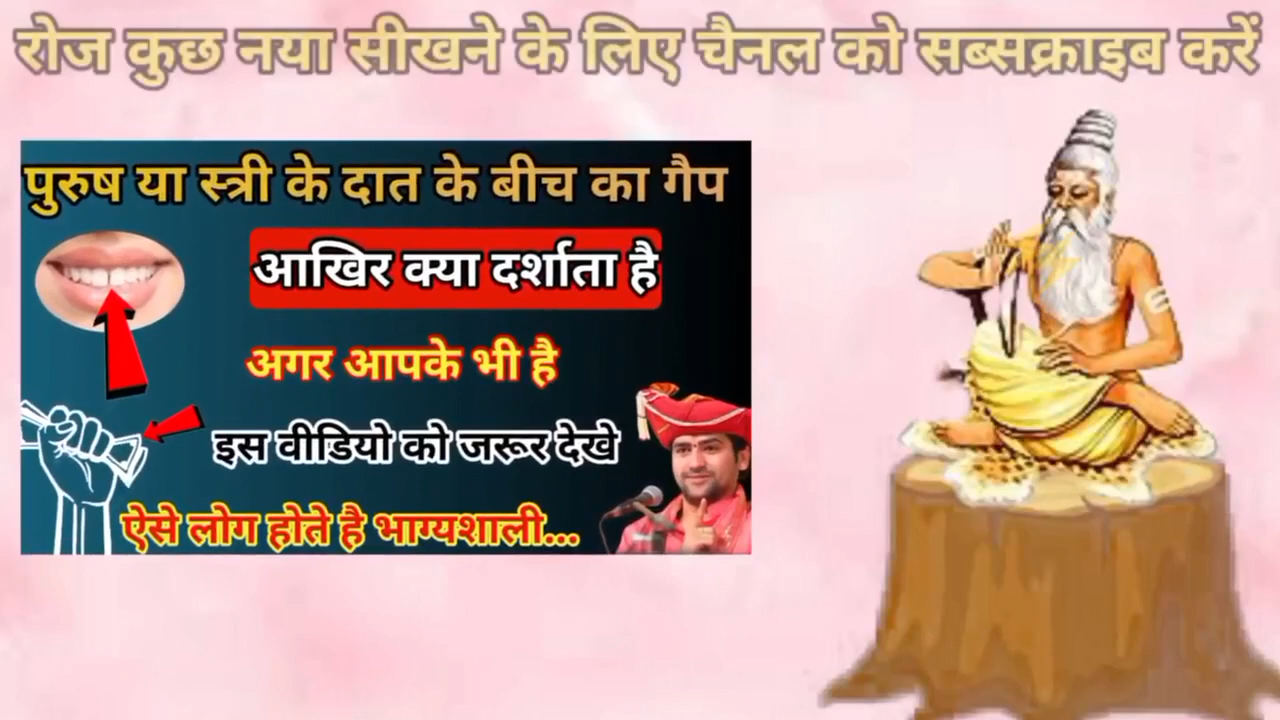 रोज कुछ नया सीखने के लिए चैनल को सब्सक्राइब करें
पुरुष या स्त्री के दात के बीच का गैप
आखिर क्या दर्शाता है
अगर आपके भी है
इस वीडियो को जरूर देखे
ऐसे लोग होते है भाग्यशाली...